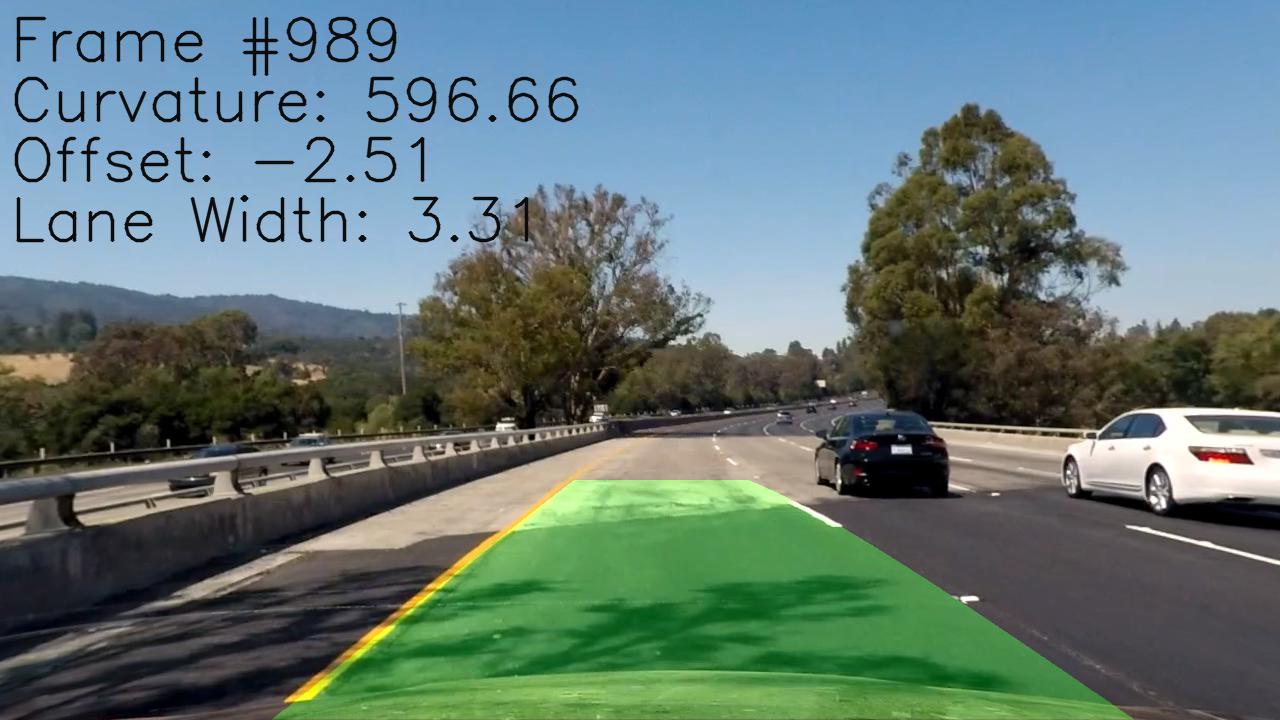 Frame #989
Curvature: 596.66
Offset: -2.51
Lane Width: 3.31